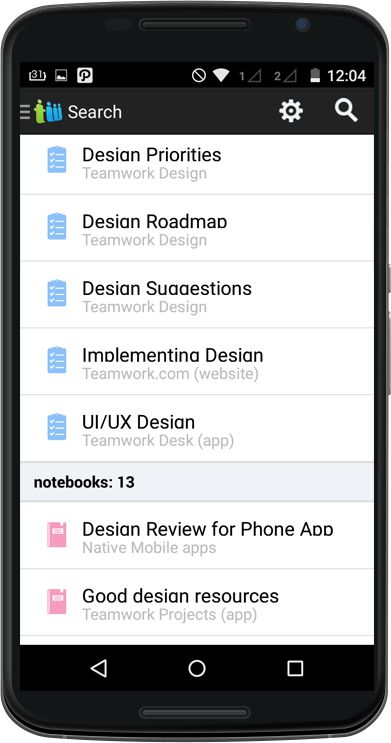 31
1
2
12:04
Search
Design Priorities
Teamwork Design
Design Roadmap
Teamwork Design
Design Suggestions
Teamwork Design
Implementing Design
Teamwork.com (website)
UI/UX Design
Teamwork Desk (app)
notebooks: 13
Design Review for Phone App
Native Mobile apps
Good design resources
Teamwork Projects (app)